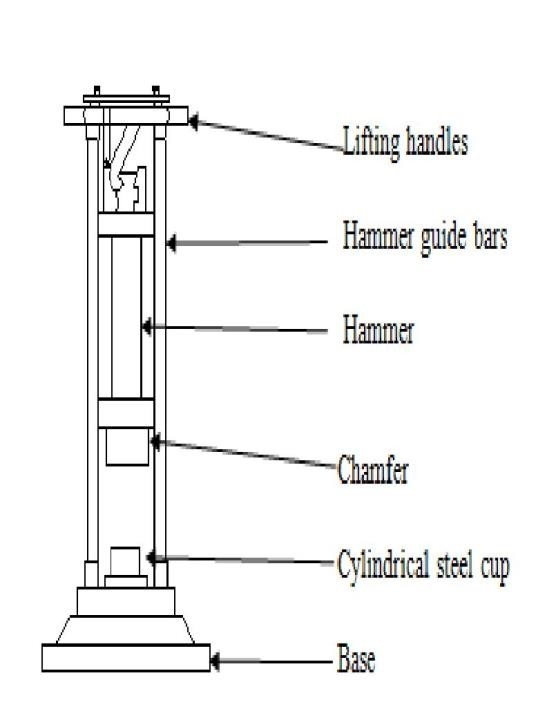 Lifting handles
Hammer guide bars
Hammer
Chamfer
Cylindrical steel cup
Base